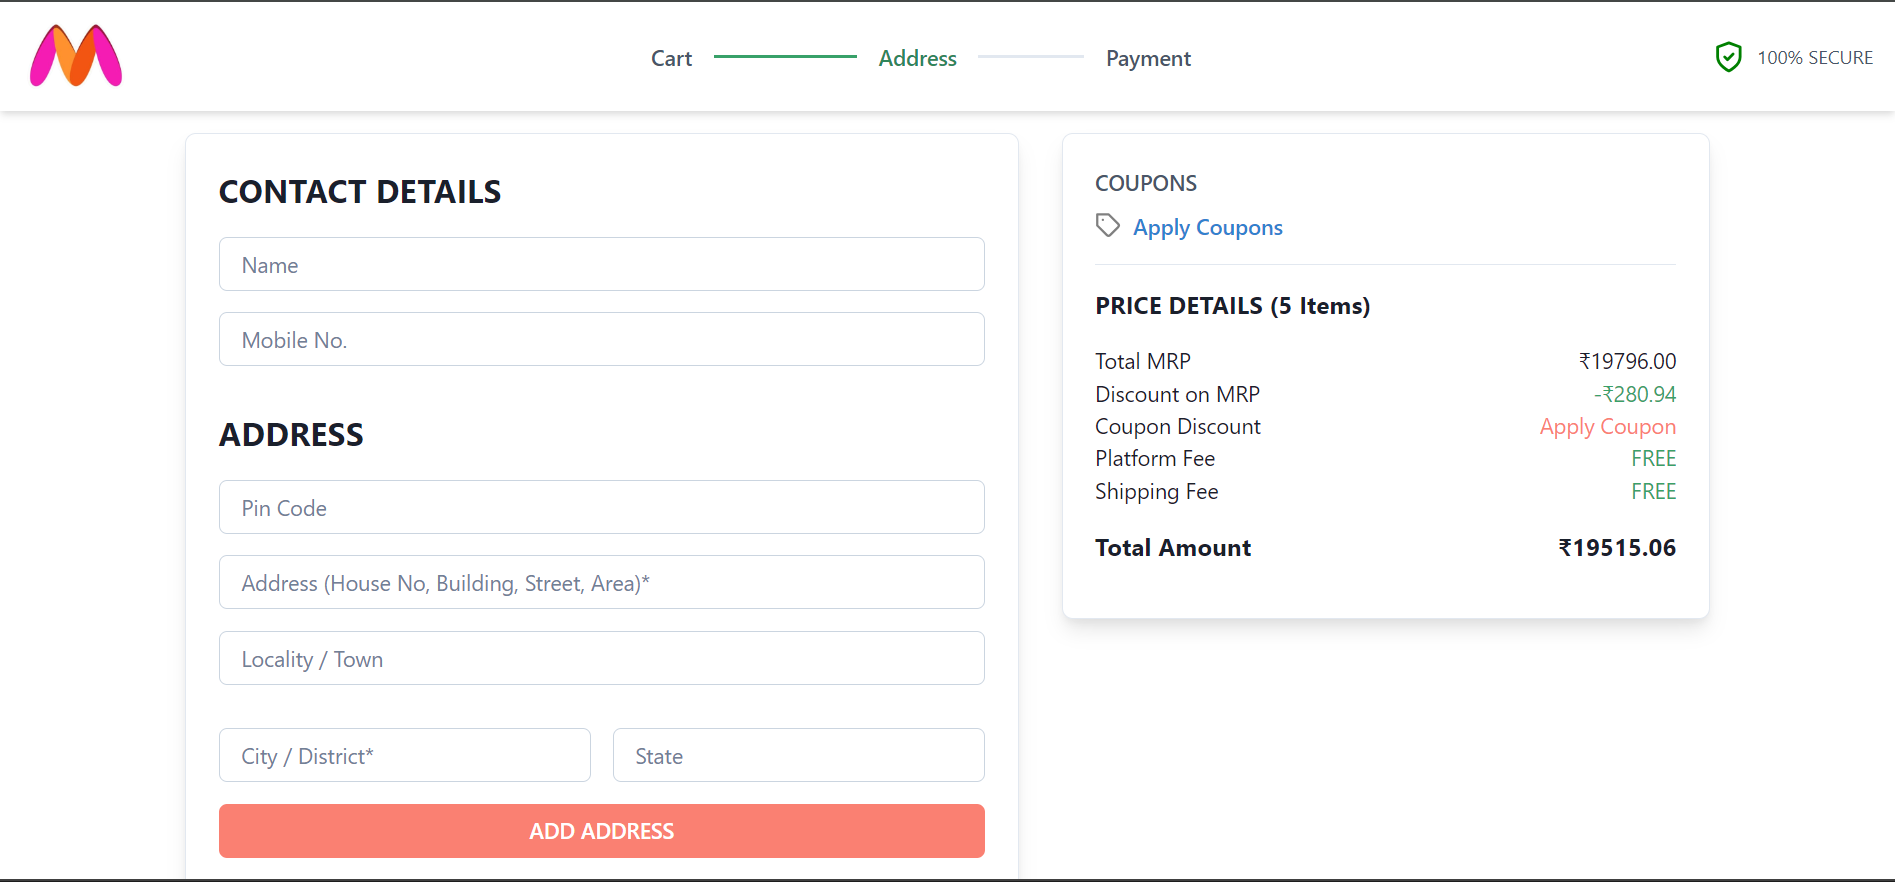 Cart Address Payment
100% SECURE
CONTACT DETAILS
Name
Mobile No.
ADDRESS
Pin Code
Address (House No, Building, Street, Area)*
Locality / Town
City / District* State
ADD ADDRESS
COUPONS
Apply Coupons
PRICE DETAILS (5 Items)
Total MRP ₹19796.00
Discount on MRP -₹280.94
Coupon Discount Apply Coupon
Platform Fee FREE
Shipping Fee FREE
Total Amount ₹19515.06